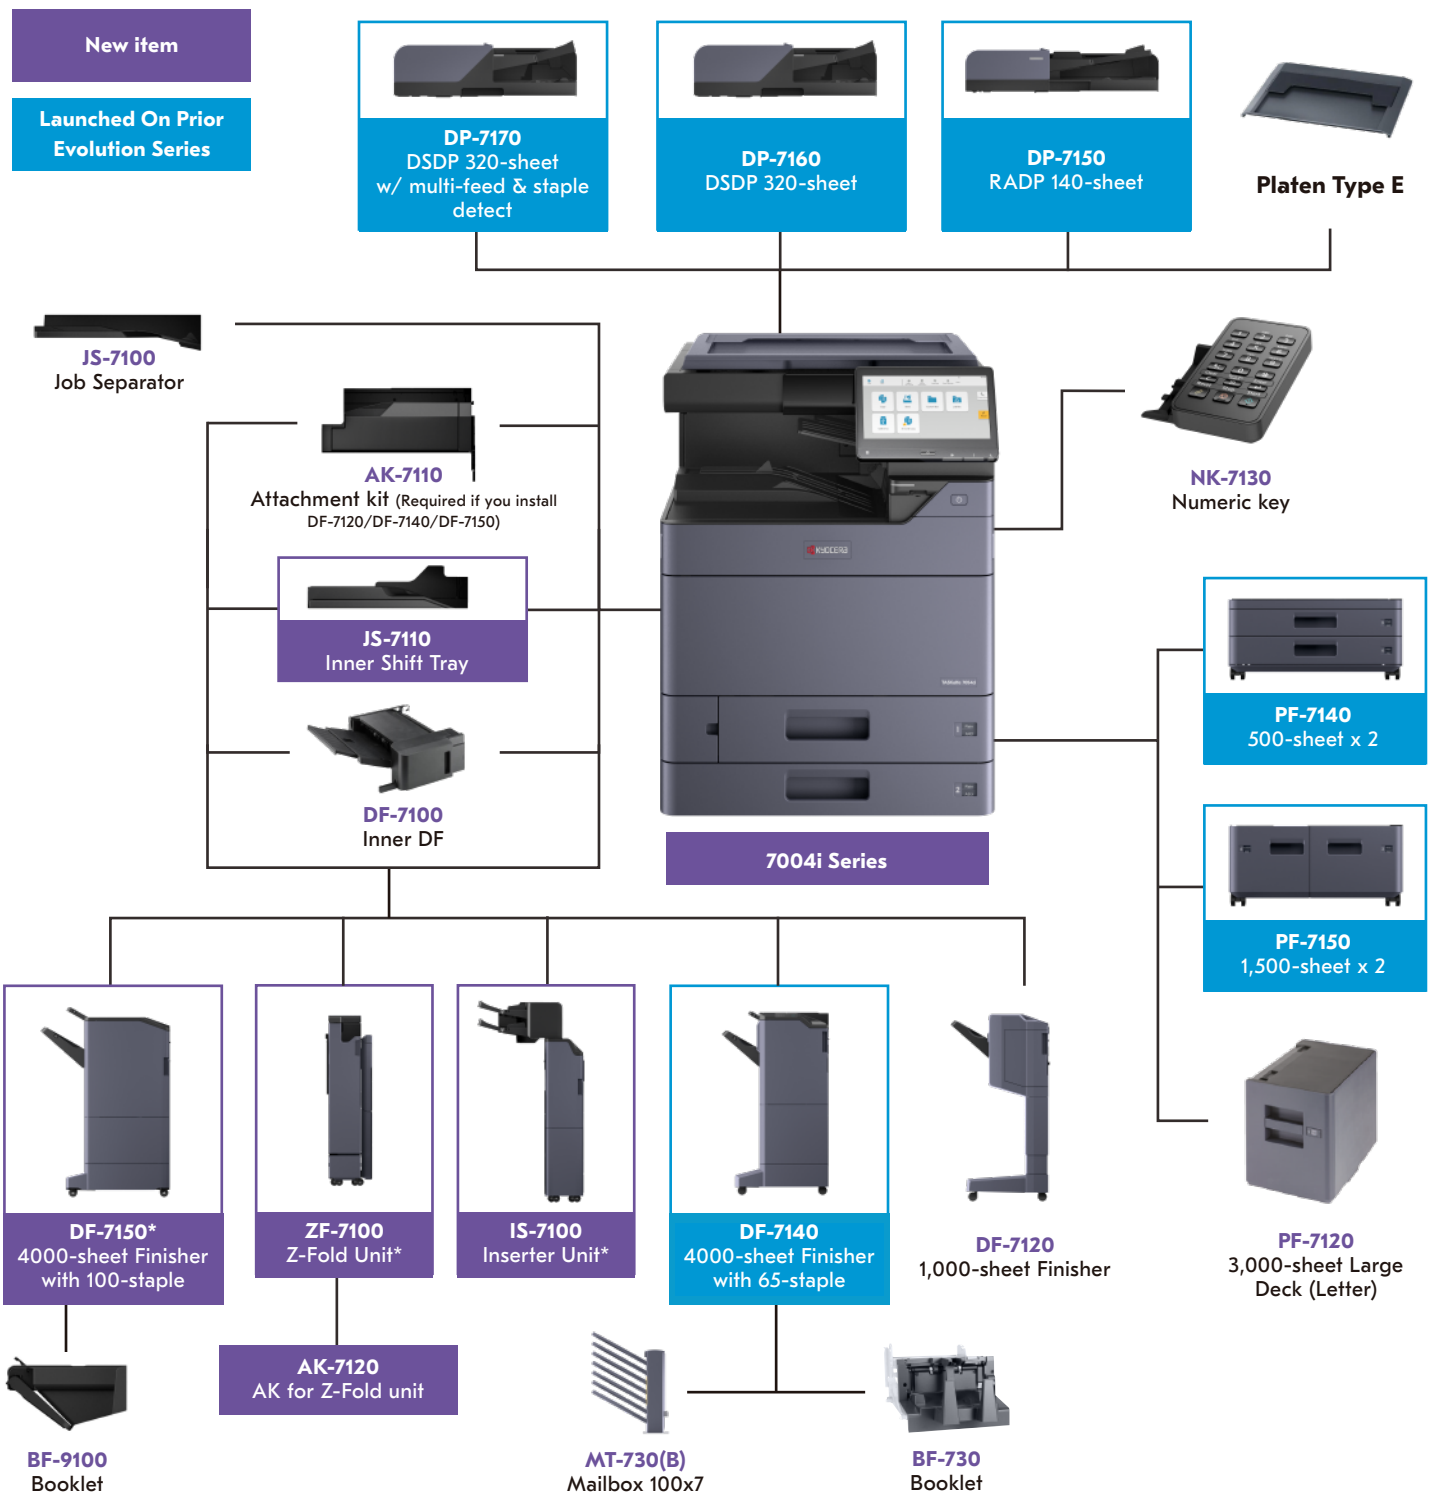 New item
Launched On Prior
Evolution Series
DP-7170
DSDP 320-sheet
w/ multi-feed & staple
detect
DP-7160
DSDP 320-sheet
DP-7150
RADP 140-sheet
Platen Type E
JS-7100
Job Separator
AK-7110
Attachment kit (Required if you install
DF-7120/DF-7140/DF-7150)
NK-7130
Numeric key
KYOCERA
JS-7110
Inner Shift Tray
PF-7140
500-sheet x 2
DF-7100
Inner DF
7004i Series
PF-7150
1,500-sheet x 2
DF-7150*
4000-sheet Finisher
with 100-staple
ZF-7100
Z-Fold Unit*
IS-7100
Inserter Unit*
DF-7140
4000-sheet Finisher
with 65-staple
DF-7120
1,000-sheet Finisher
PF-7120
3,000-sheet Large
Deck (Letter)
AK-7120
AK for Z-Fold unit
BF-9100
Booklet
MT-730(B)
Mailbox 100x7
BF-730
Booklet